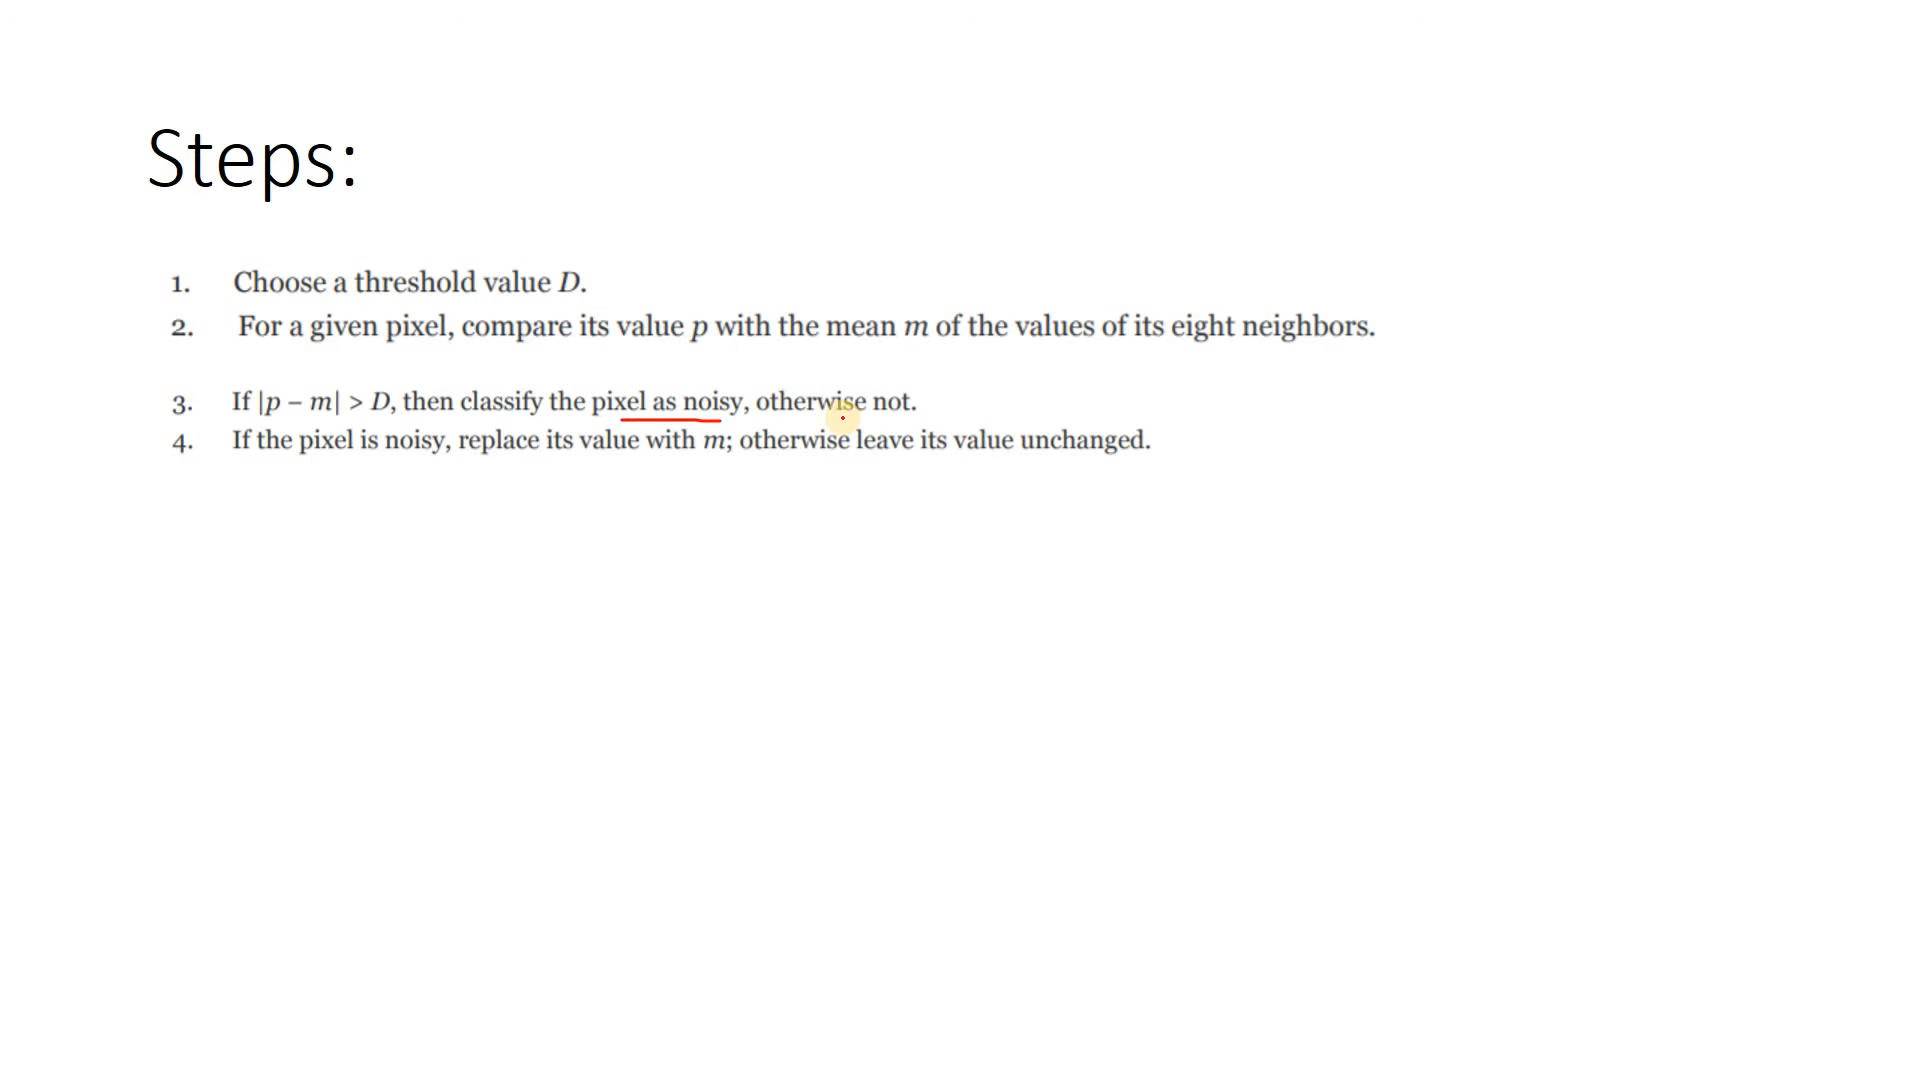 Steps:
1. Choose a threshold value D.
2. For a given pixel, compare its value p with the mean m of the values of its eight neighbors.
3. If |p – m| > D, then classify the pixel as noisy, otherwise not.
4. If the pixel is noisy, replace its value with m; otherwise leave its value unchanged.